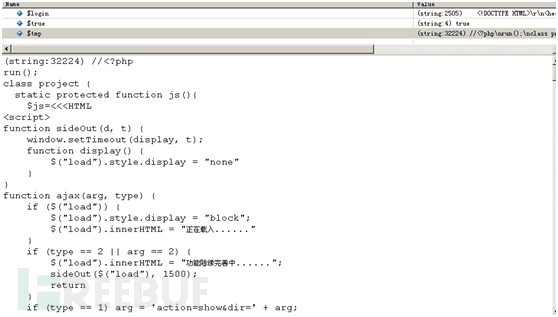 Name Value
$login (string:2505) <!DOCTYPE HTML>\r\n<he
$true (string:4) true
$tmp (string:32224) //<?php\nrun();\nclass p
(string:32224) //<?php
run();
class project {
static protected function js(){
$js=<<<HTML
<script>
function sideOut(d, t) {
window.setTimeout(display, t);
function display() {
$("load").style.display = "none"
}
}
function ajax(arg, type) {
if ($("load")) {
$("load").style.display = "block";
$("load").innerHTML = "正在载入......"
}
if (type == 2 || arg == 2) {
$("load").innerHTML = "功能陆续完善中......";
sideOut($("load"), 1500);
return
}
if (type == 1) arg = 'action=show&dir=' + arg;
FREEBUF